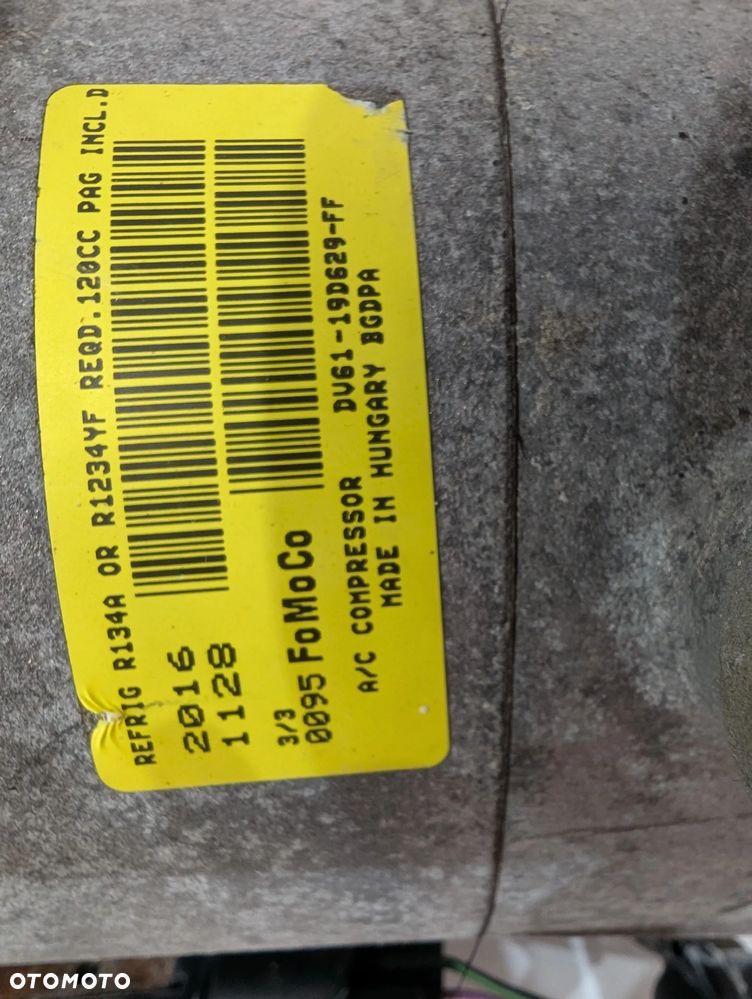 REFRIG R134A OR R1234YF REQD.120CC PAG INCL.D
2016
1128
3/3
0095 FoMoCo
A/C COMPRESSOR DV61-19D629-FF
MADE IN HUNGARY BGDPA
OTOMOTO